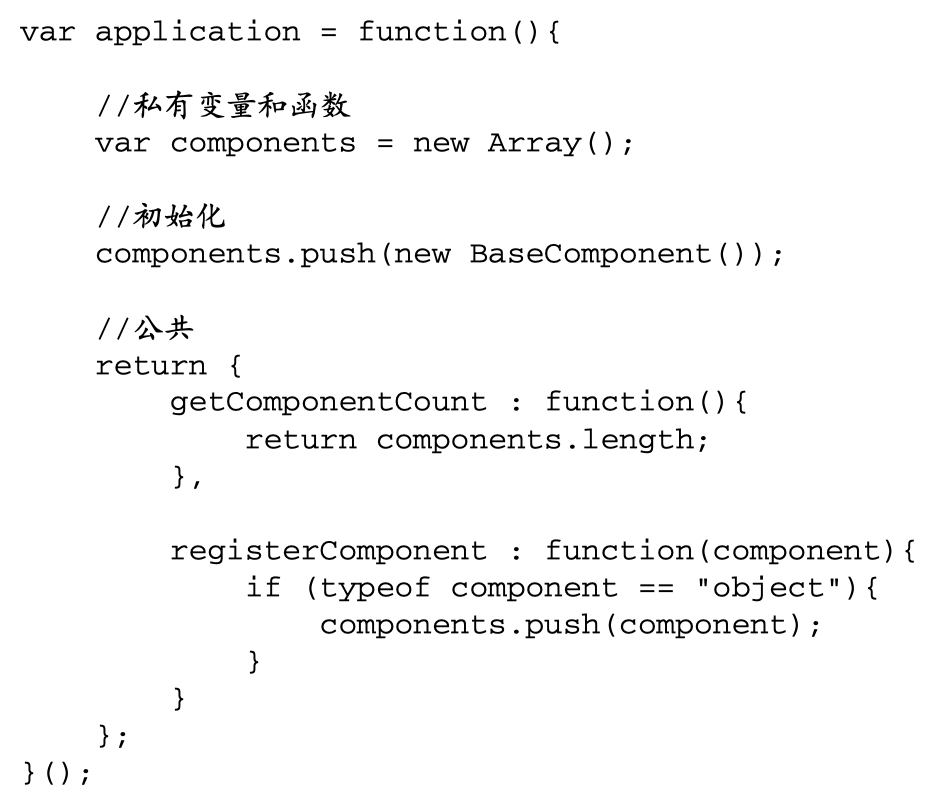 var application = function(){
//私有变量和函数
var components = new Array();
//初始化
components.push(new BaseComponent());
//公共
return {
getComponentCount : function(){
return components.length;
},
registerComponent : function(component){
if (typeof component == "object"){
components.push(component);
}
}
};
}();